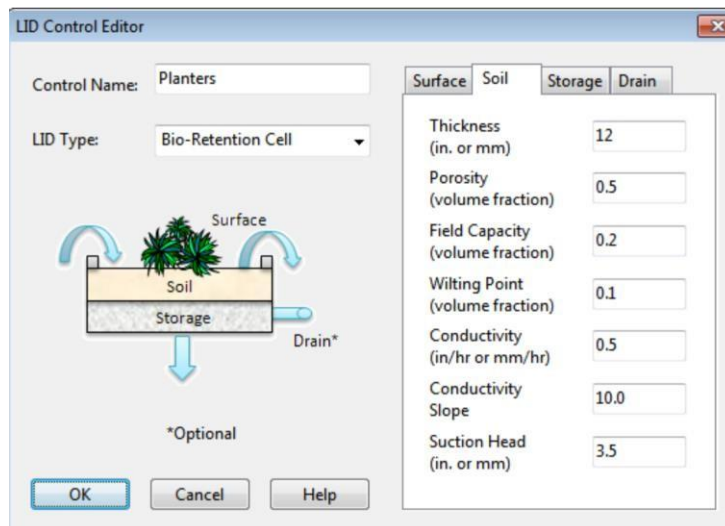 LID Control Editor
Control Name:
Planters
LID Type:
Bio-Retention Cell
Surface
Soil
Storage
Drain*
*Optional
OK
Cancel
Help
Surface
Soil
Storage
Drain
Thickness
(in. or mm)
12
Porosity
(volume fraction)
0.5
Field Capacity
(volume fraction)
0.2
Wilting Point
(volume fraction)
0.1
Conductivity
(in/hr or mm/hr)
0.5
Conductivity
Slope
10.0
Suction Head
(in. or mm)
3.5